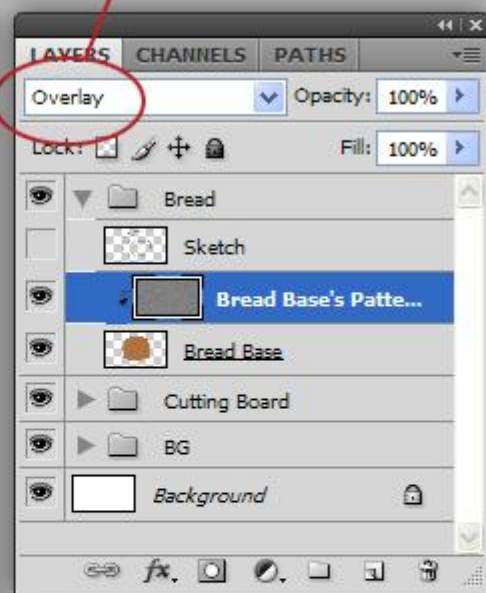 LAYERS CHANNELS PATHS
Overlay Opacity: 100%
Lock: Fill: 100%
Bread
Sketch
Bread Base's Patte...
Bread Base
Cutting Board
BG
Background
fx.